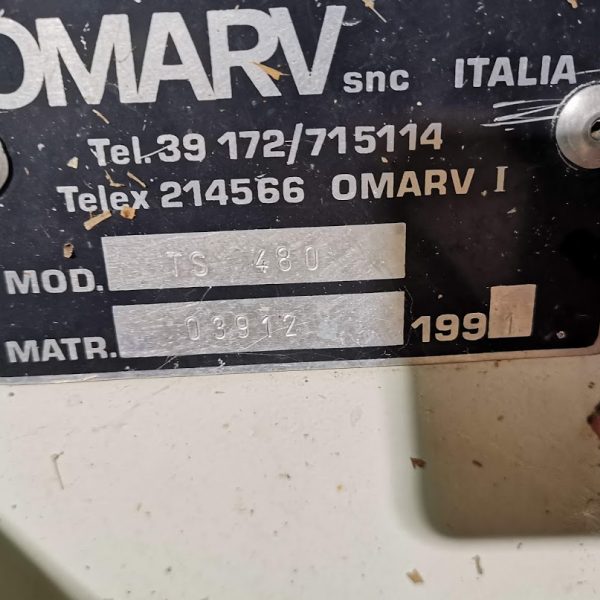 OMARV snc ITALIA
Tel. 39 172/715114
Telex 214566 OMARV I
MOD. TS 480
MATR. 03912 1991